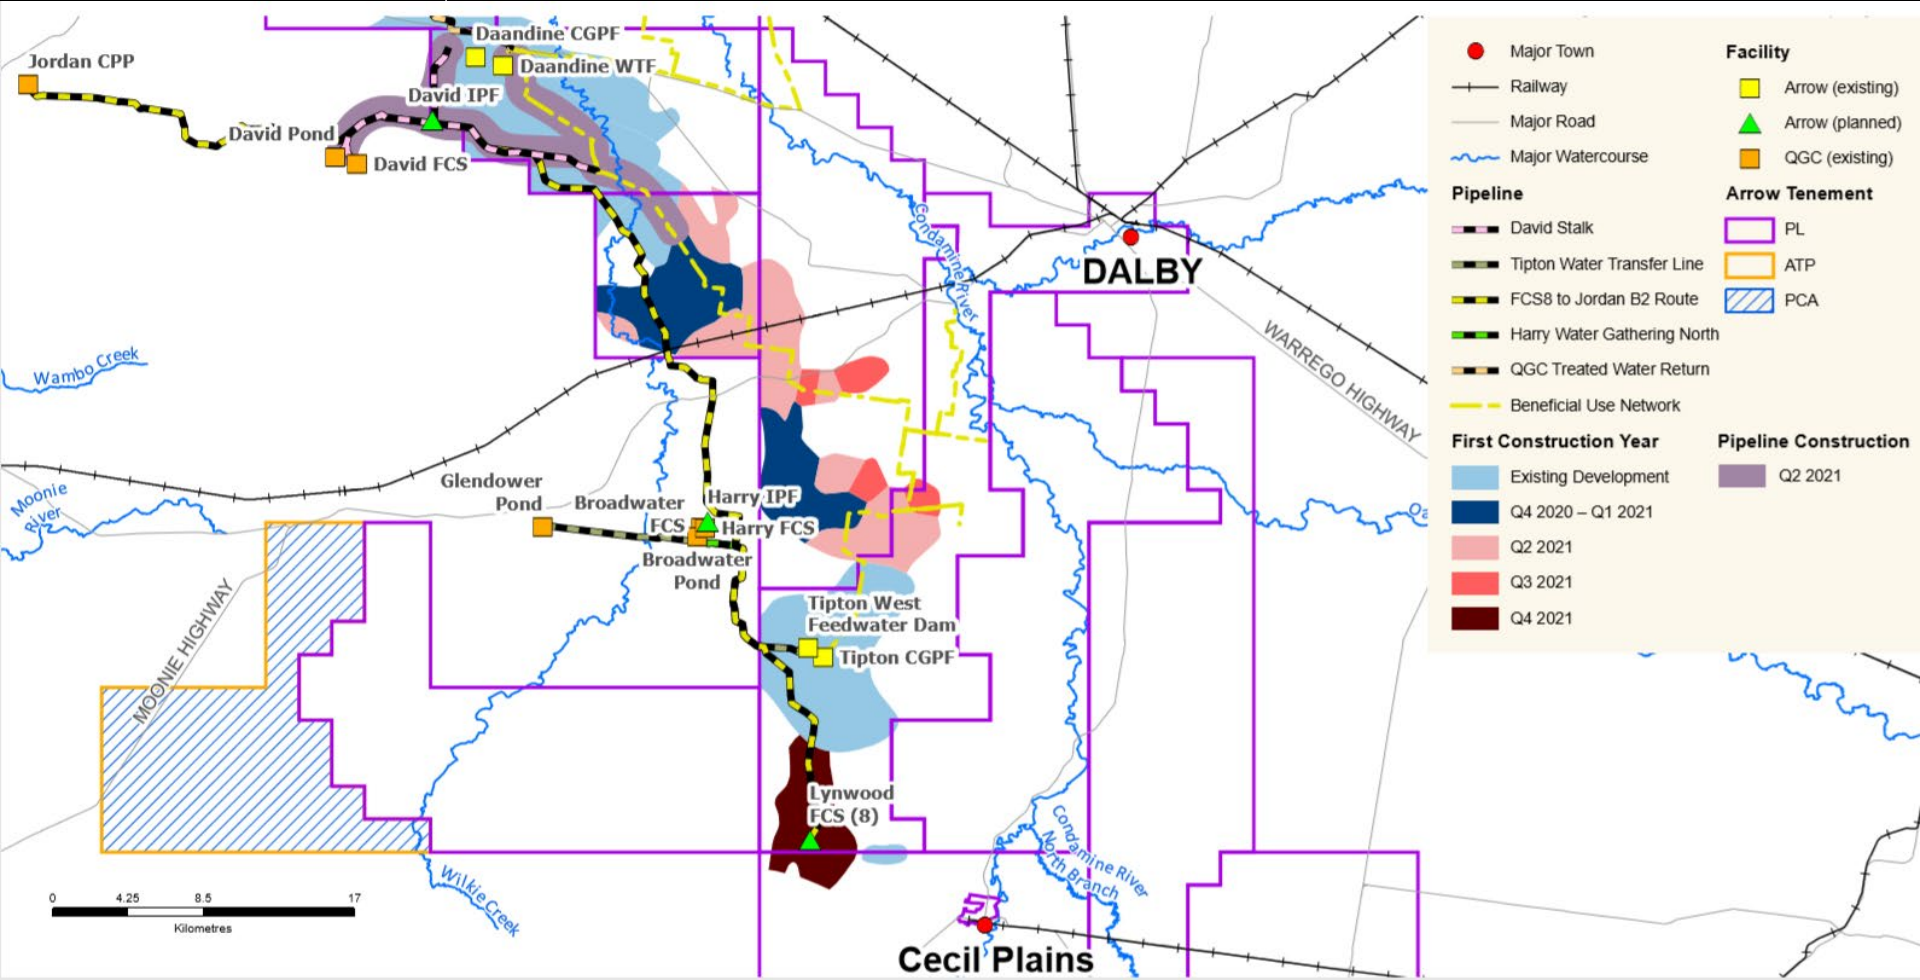 Jordan CPP
Daandine CGPF
Daandine WTF
David IPF
David Pond
David FCS
Condamine River
DALBY
WARREGO HIGHWAY
Wambo Creek
Moonie
River
Glendower
Pond
Broadwater
FCS
Harry IPF
Harry FCS
Broadwater
Pond
Tipton West
Feedwater Dam
Tipton CGPF
MOONIE HIGHWAY
Lynwood
FCS (8)
Condamine River
North Branch
Wilkie Creek
Cecil Plains
0 4.25 8.5 17
Kilometres
Major Town
Railway
Major Road
Major Watercourse
Pipeline
David Stalk
Tipton Water Transfer Line
FCS8 to Jordan B2 Route
Harry Water Gathering North
QGC Treated Water Return
Beneficial Use Network
First Construction Year
Existing Development
Q4 2020 – Q1 2021
Q2 2021
Q3 2021
Q4 2021
Facility
Arrow (existing)
Arrow (planned)
QGC (existing)
Arrow Tenement
PL
ATP
PCA
Pipeline Construction
Q2 2021